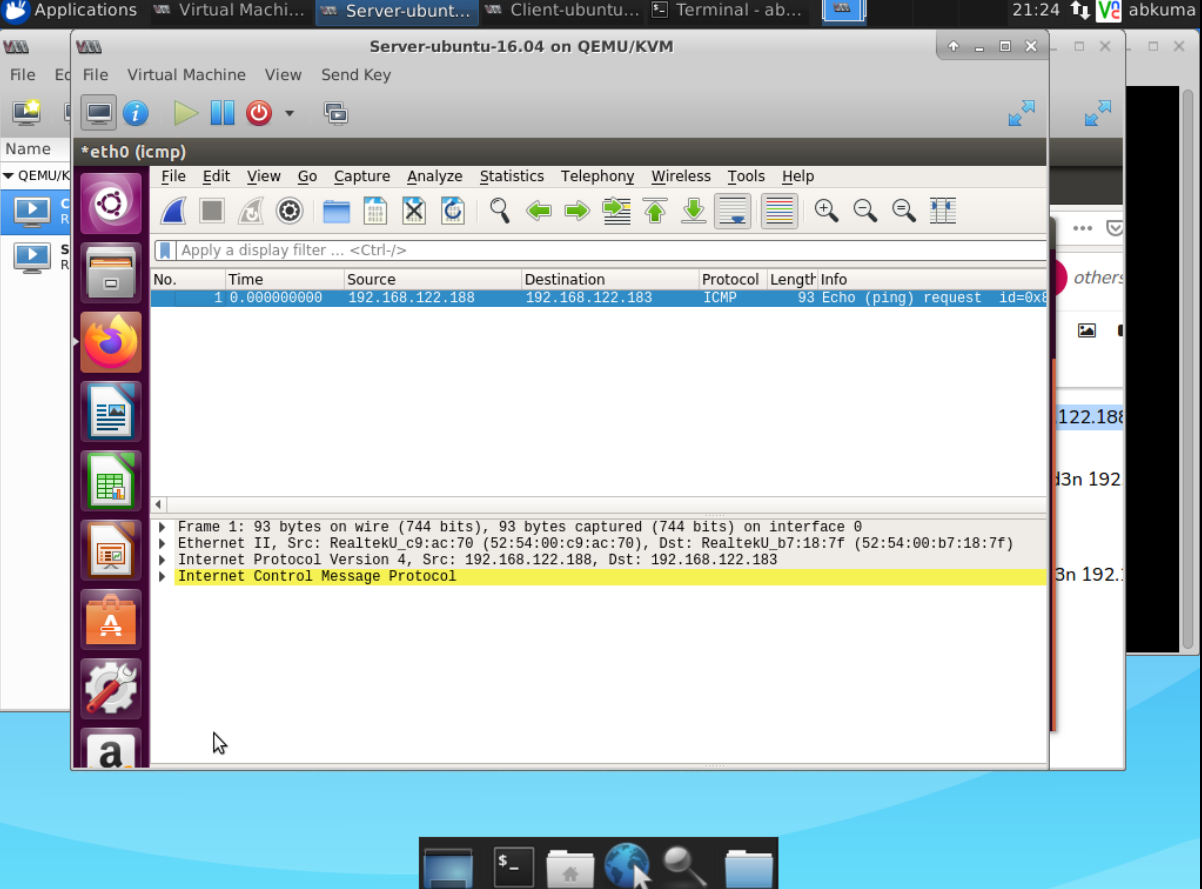 Applications Virtual Machi... Server-ubunt... Client-ubuntu... Terminal - ab... 21:24 abkuma
Server-ubuntu-16.04 on QEMU/KVM
File
File Virtual Machine View Send Key
Name
*eth0 (icmp)
QEMU/K
File Edit View Go Capture Analyze Statistics Telephony Wireless Tools Help
Apply a display filter ... <Ctrl-/>
others
No. Time Source Destination Protocol Length Info
1 0.000000000 192.168.122.188 192.168.122.183 ICMP 93 Echo (ping) request id=0x8
122.188
d3n 192.
3n 192.
Frame 1: 93 bytes on wire (744 bits), 93 bytes captured (744 bits) on interface 0
Ethernet II, Src: RealtekU_c9:ac:70 (52:54:00:c9:ac:70), Dst: RealtekU_b7:18:7f (52:54:00:b7:18:7f)
Internet Protocol Version 4, Src: 192.168.122.188, Dst: 192.168.122.183
Internet Control Message Protocol